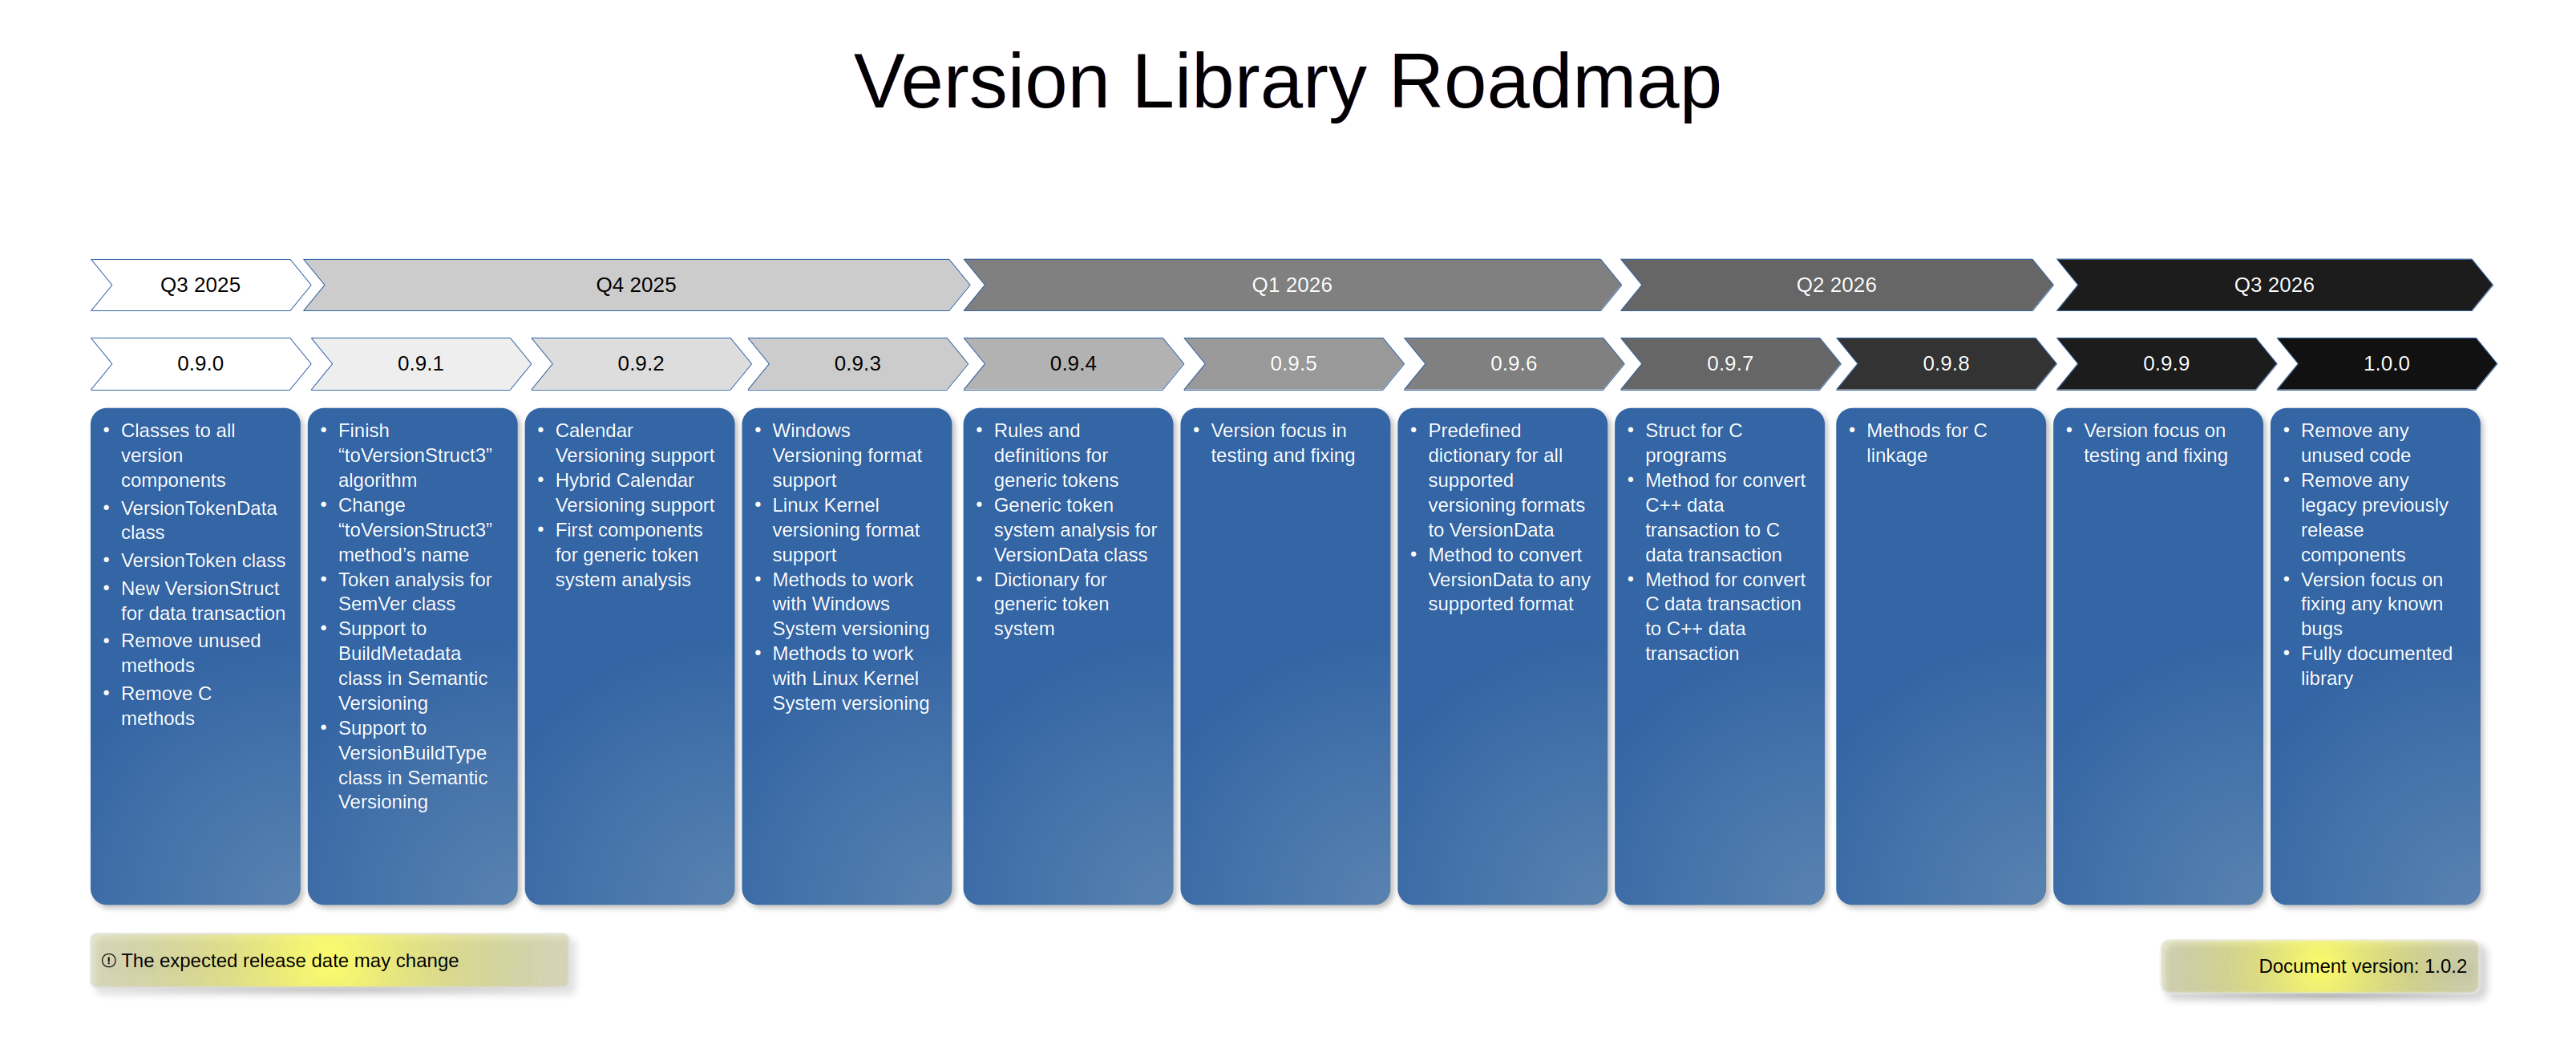 Version Library Roadmap
Q3 2025
Q4 2025
Q1 2026
Q2 2026
Q3 2026
0.9.0
0.9.1
0.9.2
0.9.3
0.9.4
0.9.5
0.9.6
0.9.7
0.9.8
0.9.9
1.0.0
• Classes to all
version
components
• VersionTokenData
class
• VersionToken class
• New VersionStruct
for data transaction
• Remove unused
methods
• Remove C
methods
• Finish
“toVersionStruct3”
algorithm
• Change
“toVersionStruct3”
method’s name
• Token analysis for
SemVer class
• Support to
BuildMetadata
class in Semantic
Versioning
• Support to
VersionBuildType
class in Semantic
Versioning
• Calendar
Versioning support
• Hybrid Calendar
Versioning support
• First components
for generic token
system analysis
• Windows
Versioning format
support
• Linux Kernel
versioning format
support
• Methods to work
with Windows
System versioning
• Methods to work
with Linux Kernel
System versioning
• Rules and
definitions for
generic tokens
• Generic token
system analysis for
VersionData class
• Dictionary for
generic token
system
• Version focus in
testing and fixing
• Predefined
dictionary for all
supported
versioning formats
to VersionData
• Method to convert
VersionData to any
supported format
• Struct for C
programs
• Method for convert
C++ data
transaction to C
data transaction
• Method for convert
C data transaction
to C++ data
transaction
• Methods for C
linkage
• Version focus on
testing and fixing
• Remove any
unused code
• Remove any
legacy previously
release
components
• Version focus on
fixing any known
bugs
• Fully documented
library
The expected release date may change
Document version: 1.0.2